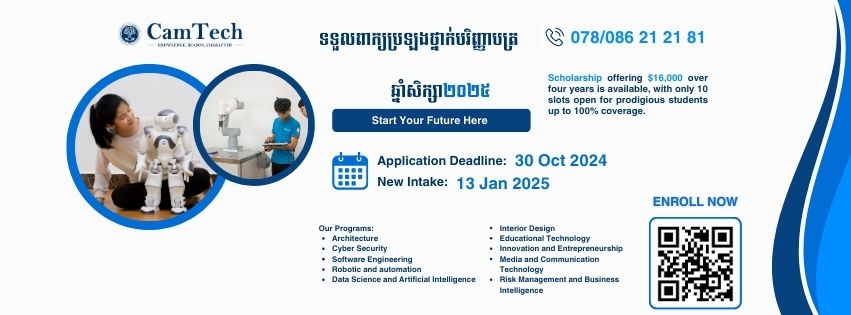 CamTech
KNOWLEDGE, REASON, CHARACTER
ទទួលពាក្យប្រឡងថ្នាក់បរិញ្ញាបត្រ
ឆ្នាំសិក្សា២០២៥
Start Your Future Here
078/086 21 21 81
Scholarship offering $16,000 over
four years is available, with only 10
slots open for prodigious students
up to 100% coverage.
Application Deadline: 30 Oct 2024
New Intake: 13 Jan 2025
Our Programs:
• Architecture
• Cyber Security
• Software Engineering
• Robotic and automation
• Data Science and Artificial Intelligence
• Interior Design
• Educational Technology
• Innovation and Entrepreneurship
• Media and Communication
Technology
• Risk Management and Business
Intelligence
ENROLL NOW